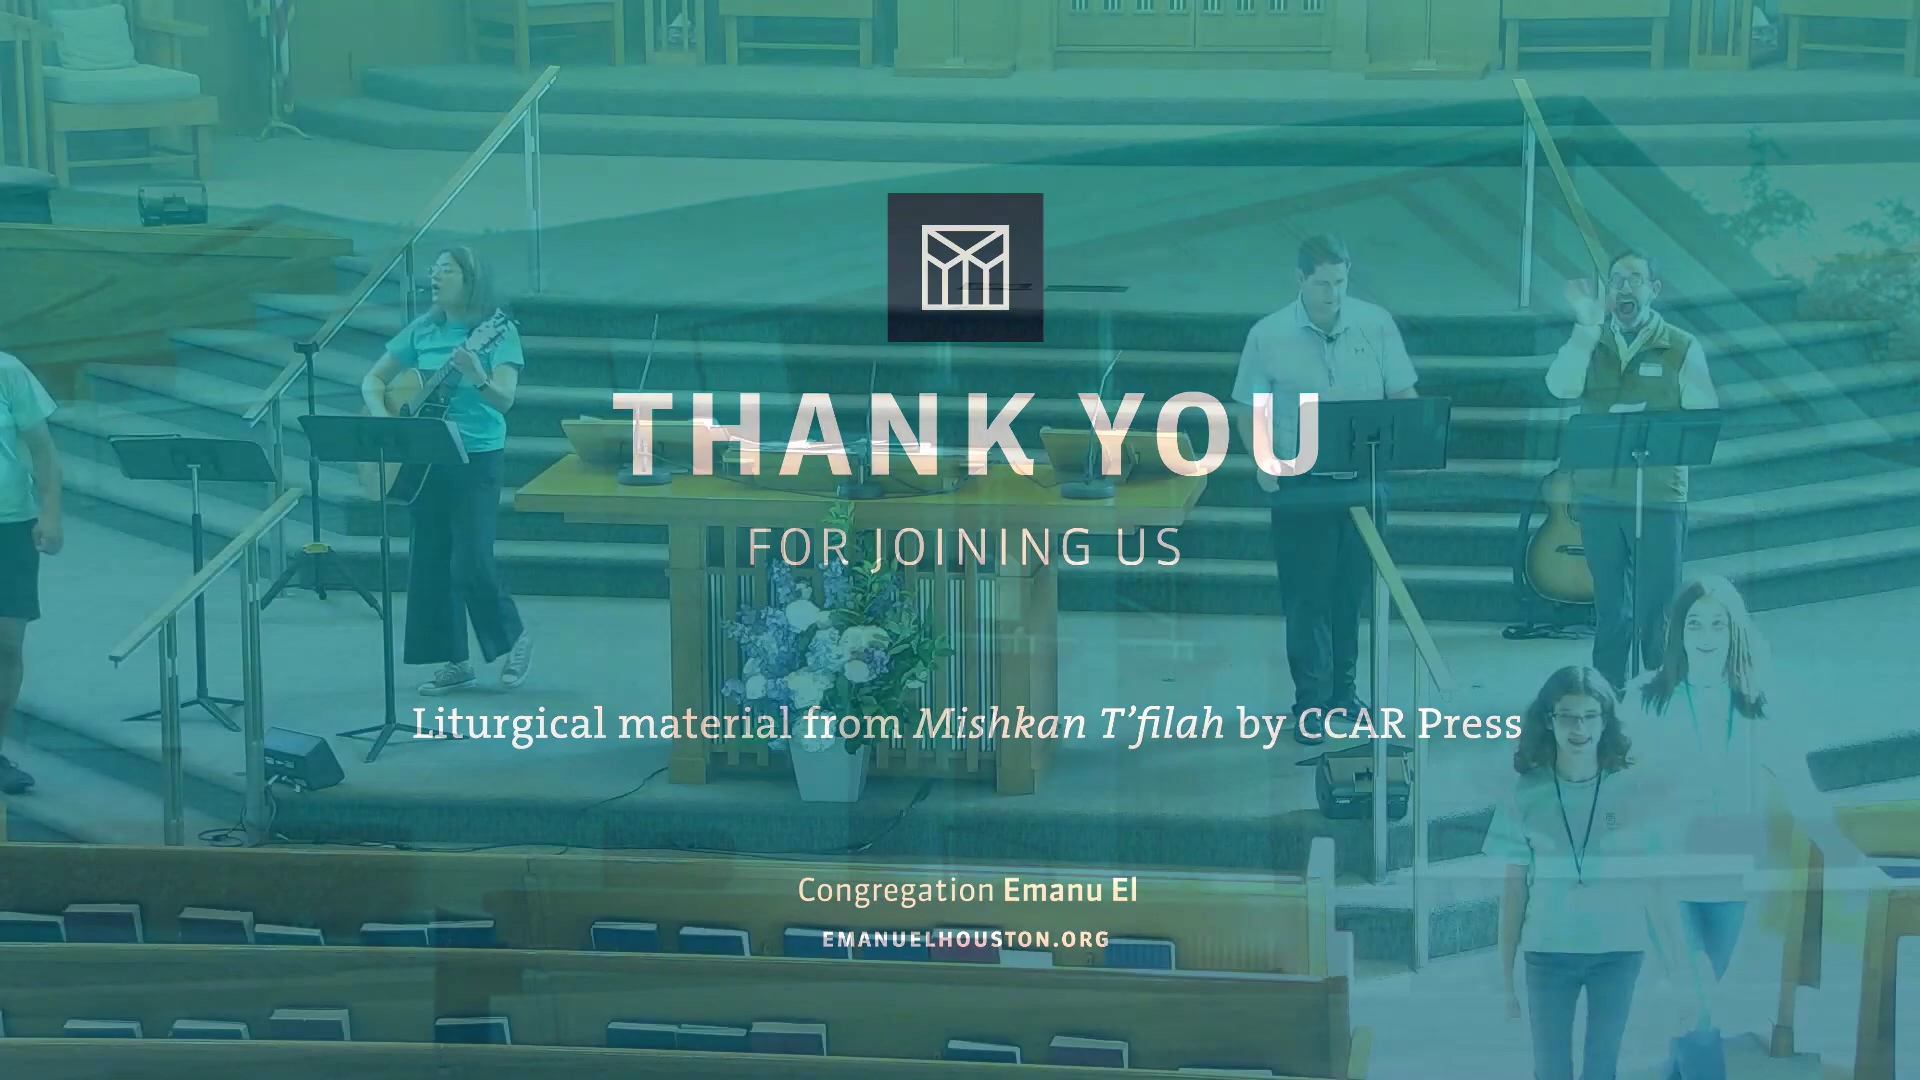 THANK YOU
FOR JOINING US
Liturgical material from Mishkan T’filah by CCAR Press
Congregation Emanu El
EMANUELHOUSTON.ORG